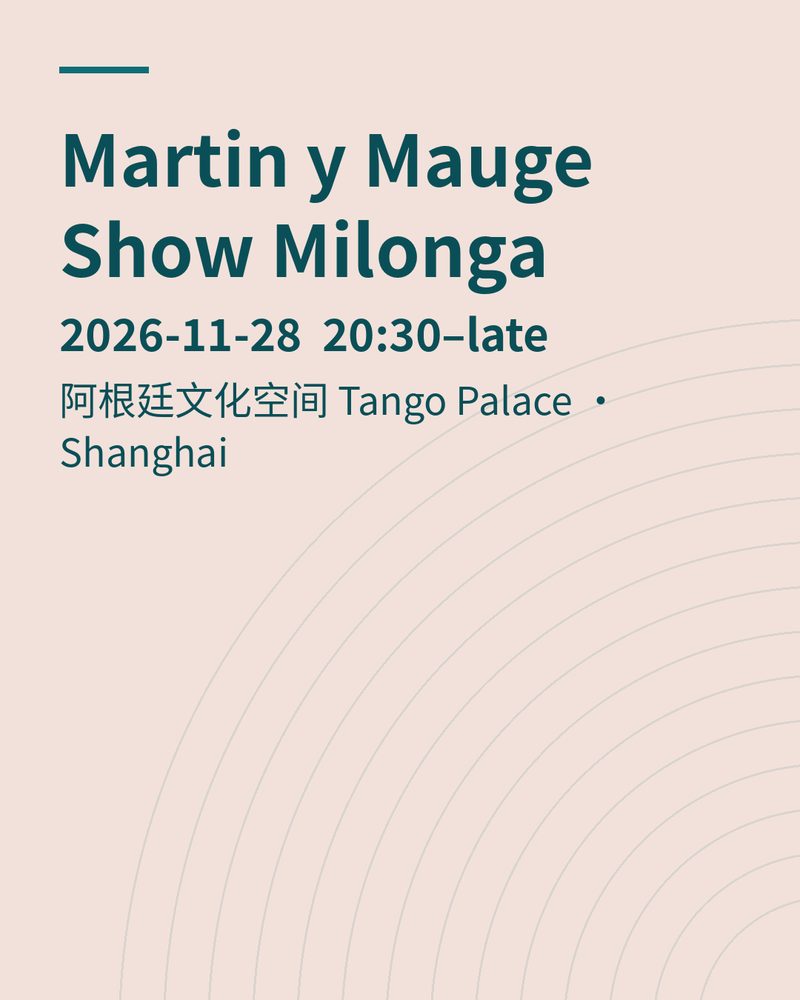 Martin y Mauge
Show Milonga
2026-11-28 20:30–late
阿根廷文化空间 Tango Palace ・
Shanghai